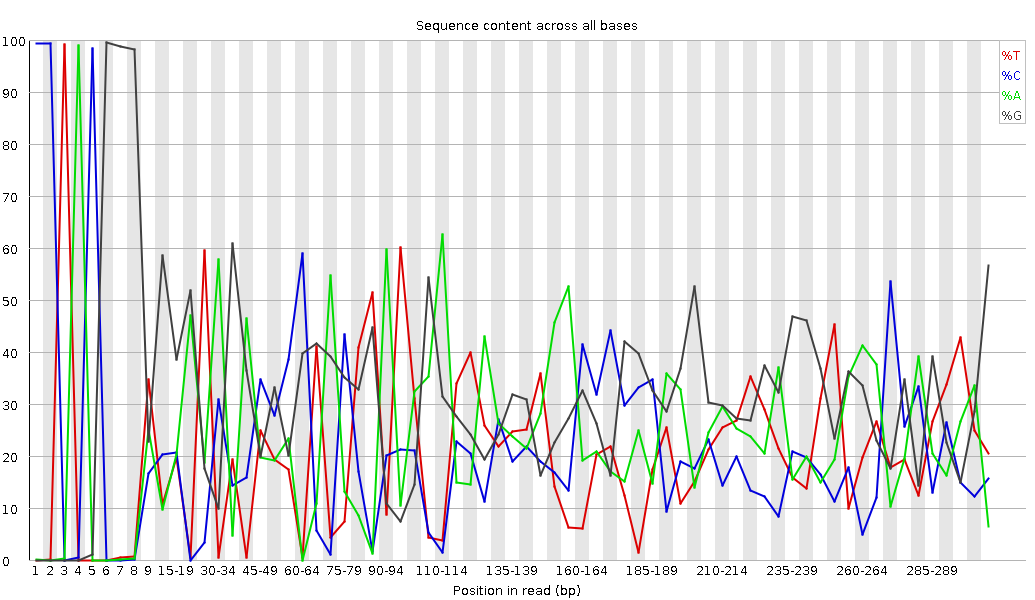 Sequence content across all bases
100
90
80
70
60
50
40
30
20
10
0
%T
%C
%A
%G
1 2 3 4 5 6 7 8 9 15-19 30-34 45-49 60-64 75-79 90-94 110-114 135-139 160-164 185-189 210-214 235-239 260-264 285-289
Position in read (bp)